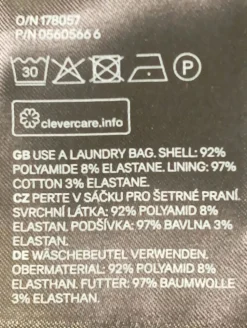 O/N 178057
P/N 0560566 6
30 P
clevercare.info
GB USE A LAUNDRY BAG. SHELL: 92%
POLYAMIDE 8% ELASTANE. LINING: 97%
COTTON 3% ELASTANE.
CZ PERTE V SÁČKU PRO ŠETRNÉ PRANÍ.
SVRCHNÍ LÁTKA: 92% POLYAMID 8%
ELASTAN. PODŠÍVKA: 97% BAVLNA 3%
ELASTAN.
DE WÄSCHEBEUTEL VERWENDEN.
OBERMATERIAL: 92% POLYAMID 8%
ELASTHAN. FUTTER: 97% BAUMWOLLE
3% ELASTHAN.